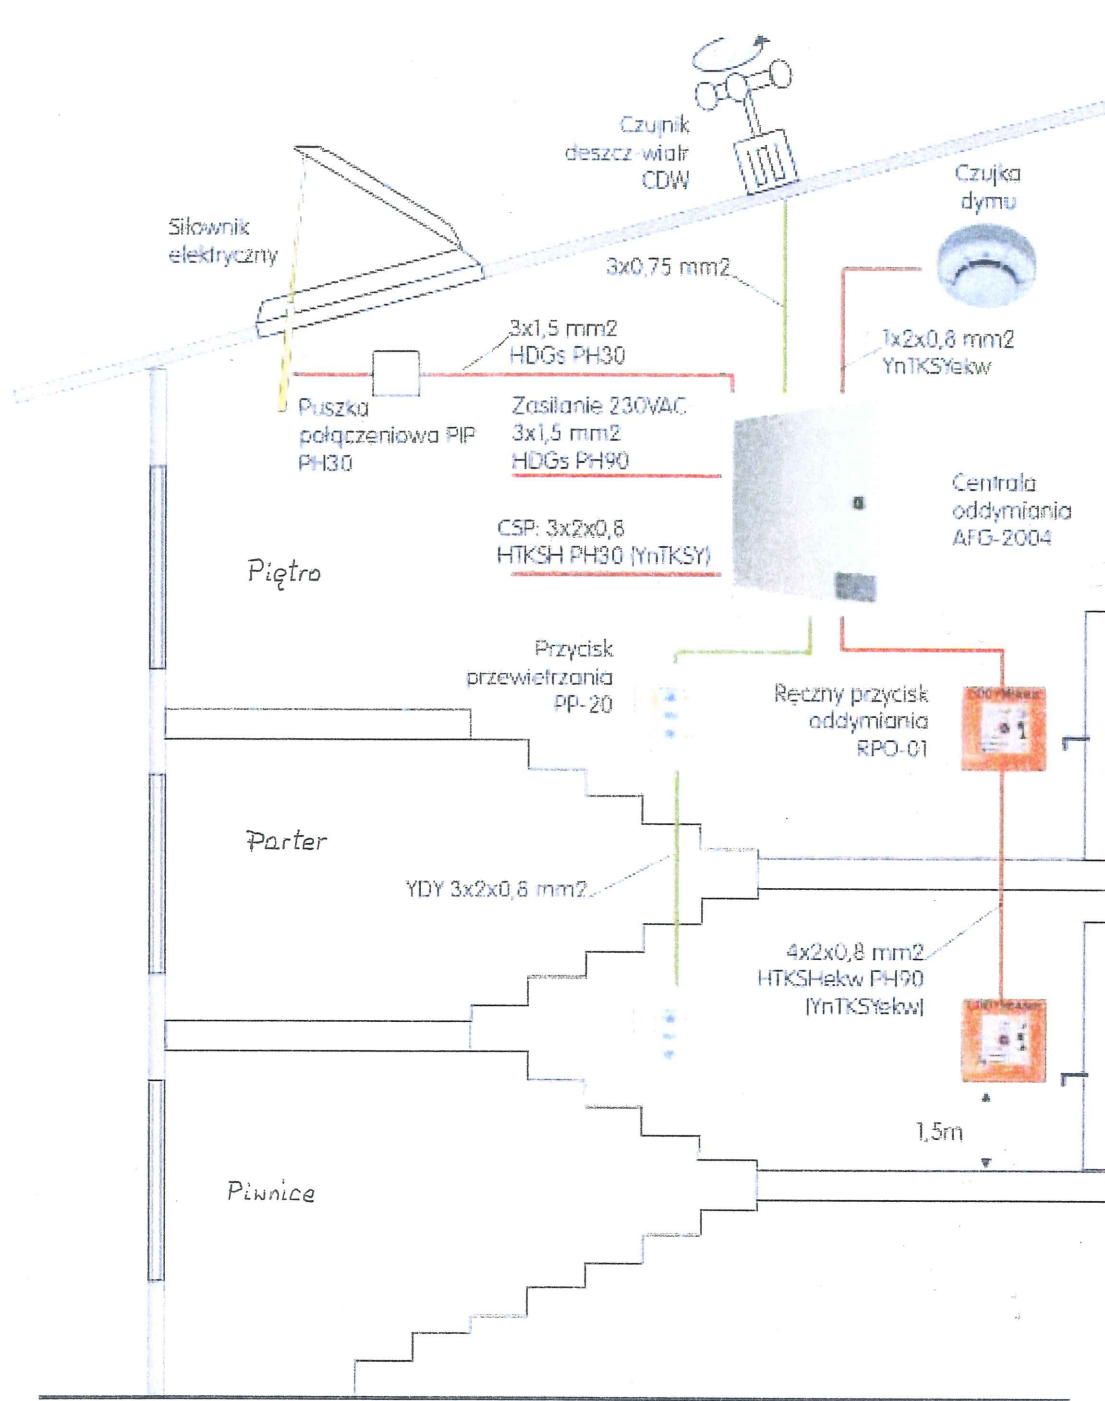 Czujnik
deszcz-wiatr
CDW
Czujka
dymu
Siłownik
elektryczny
3x0,75 mm2
3x1,5 mm2
HDGs PH30
1x2x0,8 mm2
YnTKSYekw
Puszka
połączeniowa PIP
PH30
Zasilanie 230VAC
3x1,5 mm2
HDGs PH90
Centrala
oddymiania
AFG-2004
CSP: 3x2x0,8
HTKSH PH30 (YnTKSY)
Piętro
Przycisk
przewietrzania
PP-20
Ręczny przycisk
oddymiania
RPO-01
Parter
YDY 3x2x0,8 mm2
4x2x0,8 mm2
HTKSHekw PH90
(YnTKSYekw)
1,5m
Piwnice